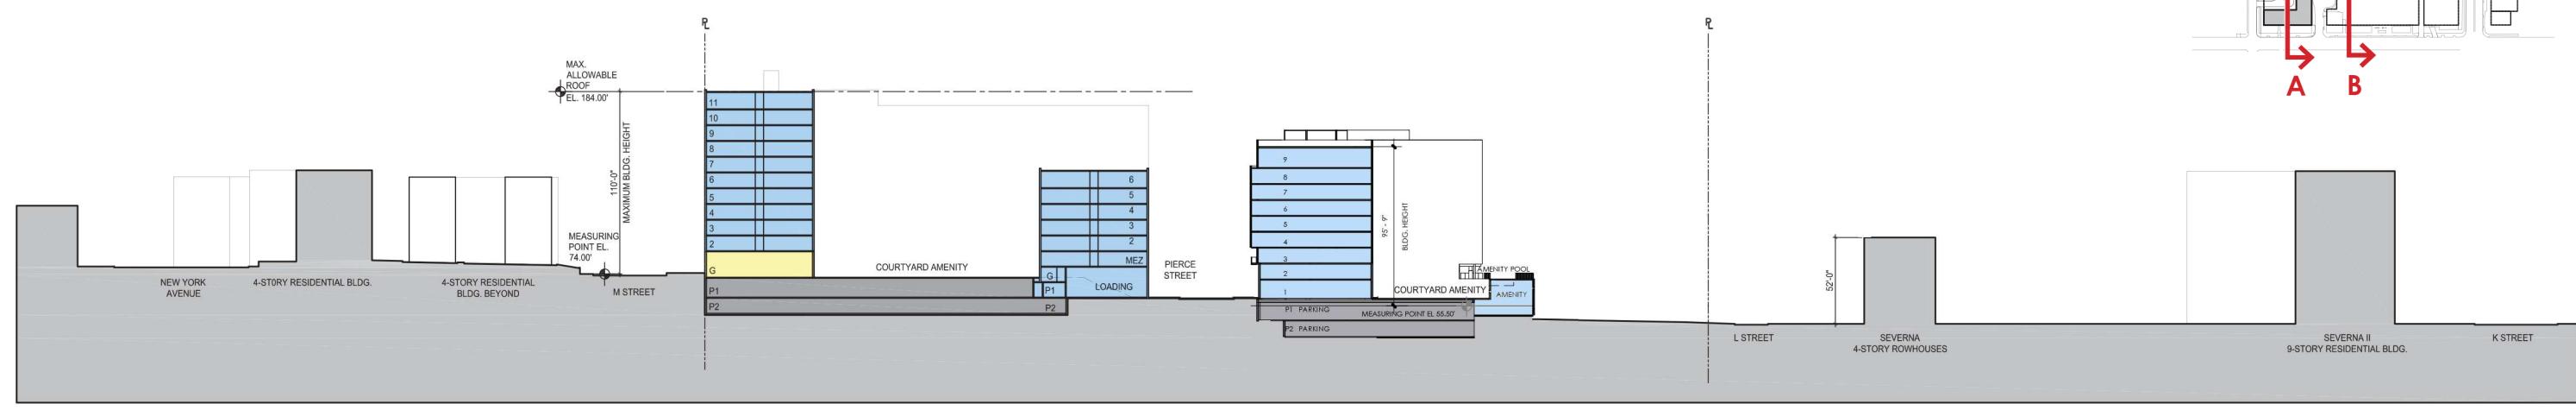 PL
PL
A
B
MAX.
ALLOWABLE
ROOF
EL. 184.00'
110'-0"
MAXIMUM BLDG. HEIGHT
MEASURING
POINT EL.
74.00'
11
10
9
8
7
6
5
4
3
2
G
P1
P2
COURTYARD AMENITY
6
5
4
3
2
MEZ
G
P1
P2
LOADING
PIERCE
STREET
9
8
7
6
5
4
3
2
1
P1 PARKING
P2 PARKING
95' - 9"
BLDG. HEIGHT
AMENITY POOL
COURTYARD AMENITY
AMENITY
MEASURING POINT EL 55.50'
NEW YORK
AVENUE
4-STORY RESIDENTIAL BLDG.
4-STORY RESIDENTIAL
BLDG. BEYOND
M STREET
L STREET
52'-0"
SEVERNA
4-STORY ROWHOUSES
SEVERNA II
9-STORY RESIDENTIAL BLDG.
K STREET